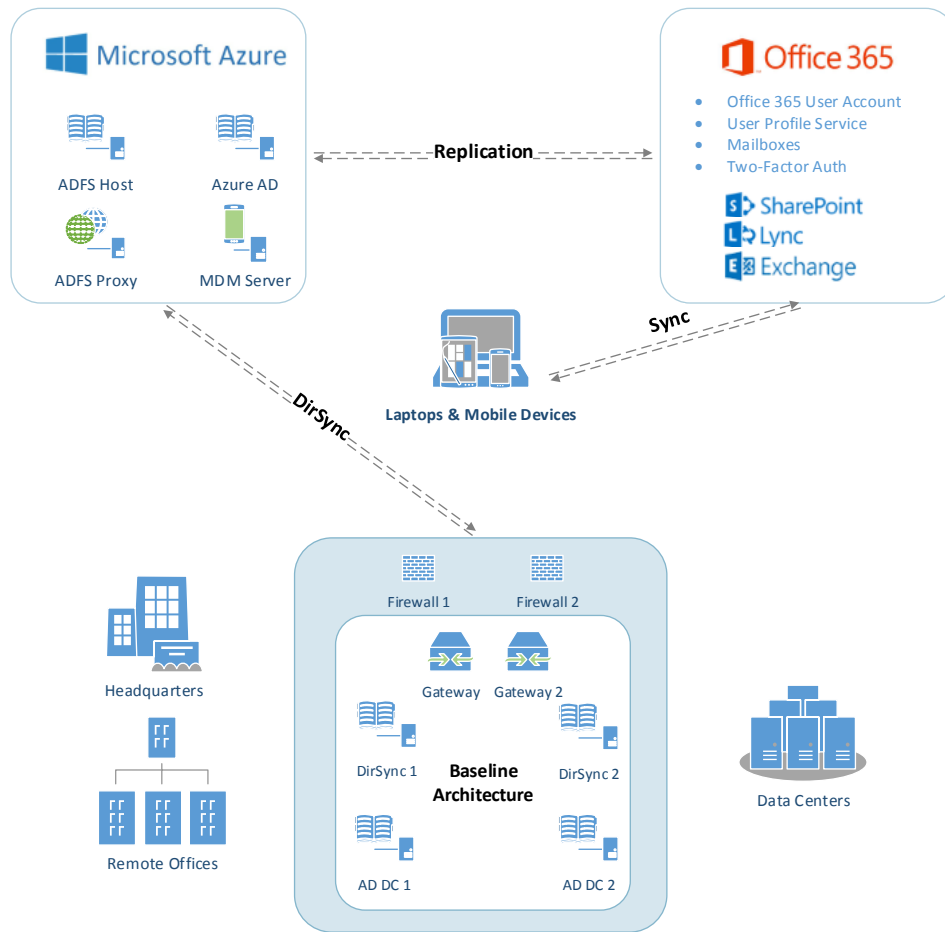 Microsoft Azure
ADFS Host
Azure AD
ADFS Proxy
MDM Server
Replication
Office 365
• Office 365 User Account
• User Profile Service
• Mailboxes
• Two-Factor Auth
S SharePoint
L Lync
E Exchange
Sync
Laptops & Mobile Devices
DirSync
Firewall 1
Firewall 2
Gateway
Gateway 2
DirSync 1
DirSync 2
Baseline
Architecture
AD DC 1
AD DC 2
Headquarters
Remote Offices
Data Centers